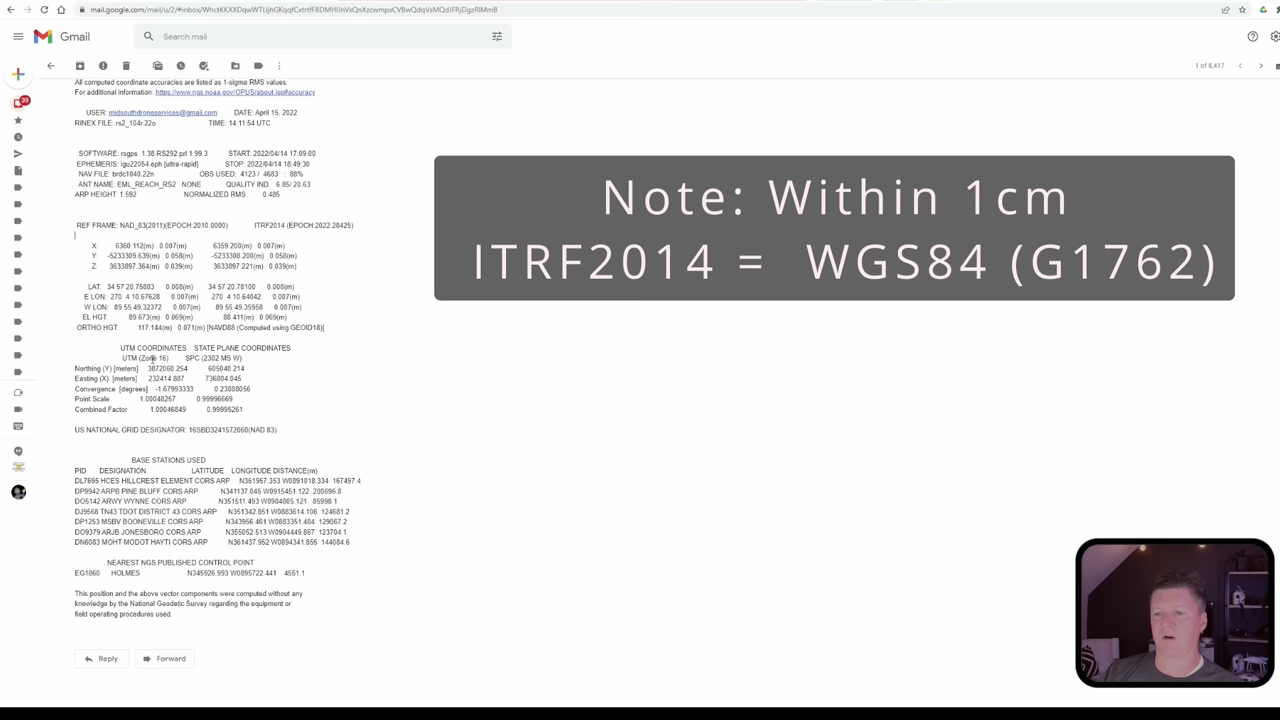 mail.google.com/mail/u/2/#inbox/WhctKKXXDqwWTLljhGKqqfCxtrtfFBDMHUnVsQnXzcwmpxCVBwQdqVsMQdJFRjDgzRlMmB
Gmail
Search mail
1 of 8,417
39
All computed coordinate accuracies are listed as 1-sigma RMS values.
For additional information: https://www.ngs.noaa.gov/OPUS/about.jsp#accuracy
USER: midsouthdroneservices@gmail.com DATE: April 15, 2022
RINEX FILE: rs2_104r.22o TIME: 14:11:54 UTC
SOFTWARE: rsgps 1.38 RS292.prl 1.99.3 START: 2022/04/14 17:09:00
EPHEMERIS: igu22054.eph [ultra-rapid] STOP: 2022/04/14 18:49:30
NAV FILE: brdc1040.22n OBS USED: 4123 / 4683 : 88%
ANT NAME: EML_REACH_RS2 NONE QUALITY IND. 6.85/ 20.63
ARP HEIGHT: 1.592 NORMALIZED RMS: 0.485
REF FRAME: NAD_83(2011)(EPOCH:2010.0000) ITRF2014 (EPOCH:2022.28425)
X: 6360.112(m) 0.007(m) 6359.200(m) 0.007(m)
Y: -5233309.639(m) 0.058(m) -5233308.200(m) 0.058(m)
Z: 3633897.364(m) 0.039(m) 3633897.221(m) 0.039(m)
LAT: 34 57 20.75803 0.008(m) 34 57 20.78100 0.008(m)
E LON: 270 4 10.67628 0.007(m) 270 4 10.64042 0.007(m)
W LON: 89 55 49.32372 0.007(m) 89 55 49.35958 0.007(m)
EL HGT: 89.673(m) 0.069(m) 88.411(m) 0.069(m)
ORTHO HGT: 117.144(m) 0.071(m) [NAVD88 (Computed using GEOID18)]
UTM COORDINATES STATE PLANE COORDINATES
UTM (Zone 16) SPC (2302 MS W)
Northing (Y) [meters] 3872060.254 605040.214
Easting (X) [meters] 232414.887 736804.045
Convergence [degrees] -1.67993333 0.23088056
Point Scale 1.00048257 0.99996669
Combined Factor 1.00046849 0.99995261
US NATIONAL GRID DESIGNATOR: 16SBD3241572060(NAD 83)
BASE STATIONS USED
PID DESIGNATION LATITUDE LONGITUDE DISTANCE(m)
DL7695 HCES HILLCREST ELEMENT CORS ARP N361957.353 W0891018.334 167497.4
DP9942 ARPB PINE BLUFF CORS ARP N341137.045 W0915451.122 200696.8
DO5142 ARWY WYNNE CORS ARP N351511.493 W0904805.121 85998.1
DJ9568 TN43 TDOT DISTRICT 43 CORS ARP N351342.851 W0883614.106 124681.2
DP1253 MSBV BOONEVILLE CORS ARP N343956.461 W0883351.484 129067.2
DO9379 ARJB JONESBORO CORS ARP N355052.513 W0904449.887 123704.1
DN6083 MOHT MODOT HAYTI CORS ARP N361437.952 W0894341.855 144084.6
NEAREST NGS PUBLISHED CONTROL POINT
EG1860 HOLMES N345926.993 W0895722.441 4551.1
This position and the above vector components were computed without any
knowledge by the National Geodetic Survey regarding the equipment or
field operating procedures used.
Reply
Forward
Note: Within 1cm
ITRF2014 = WGS84 (G1762)